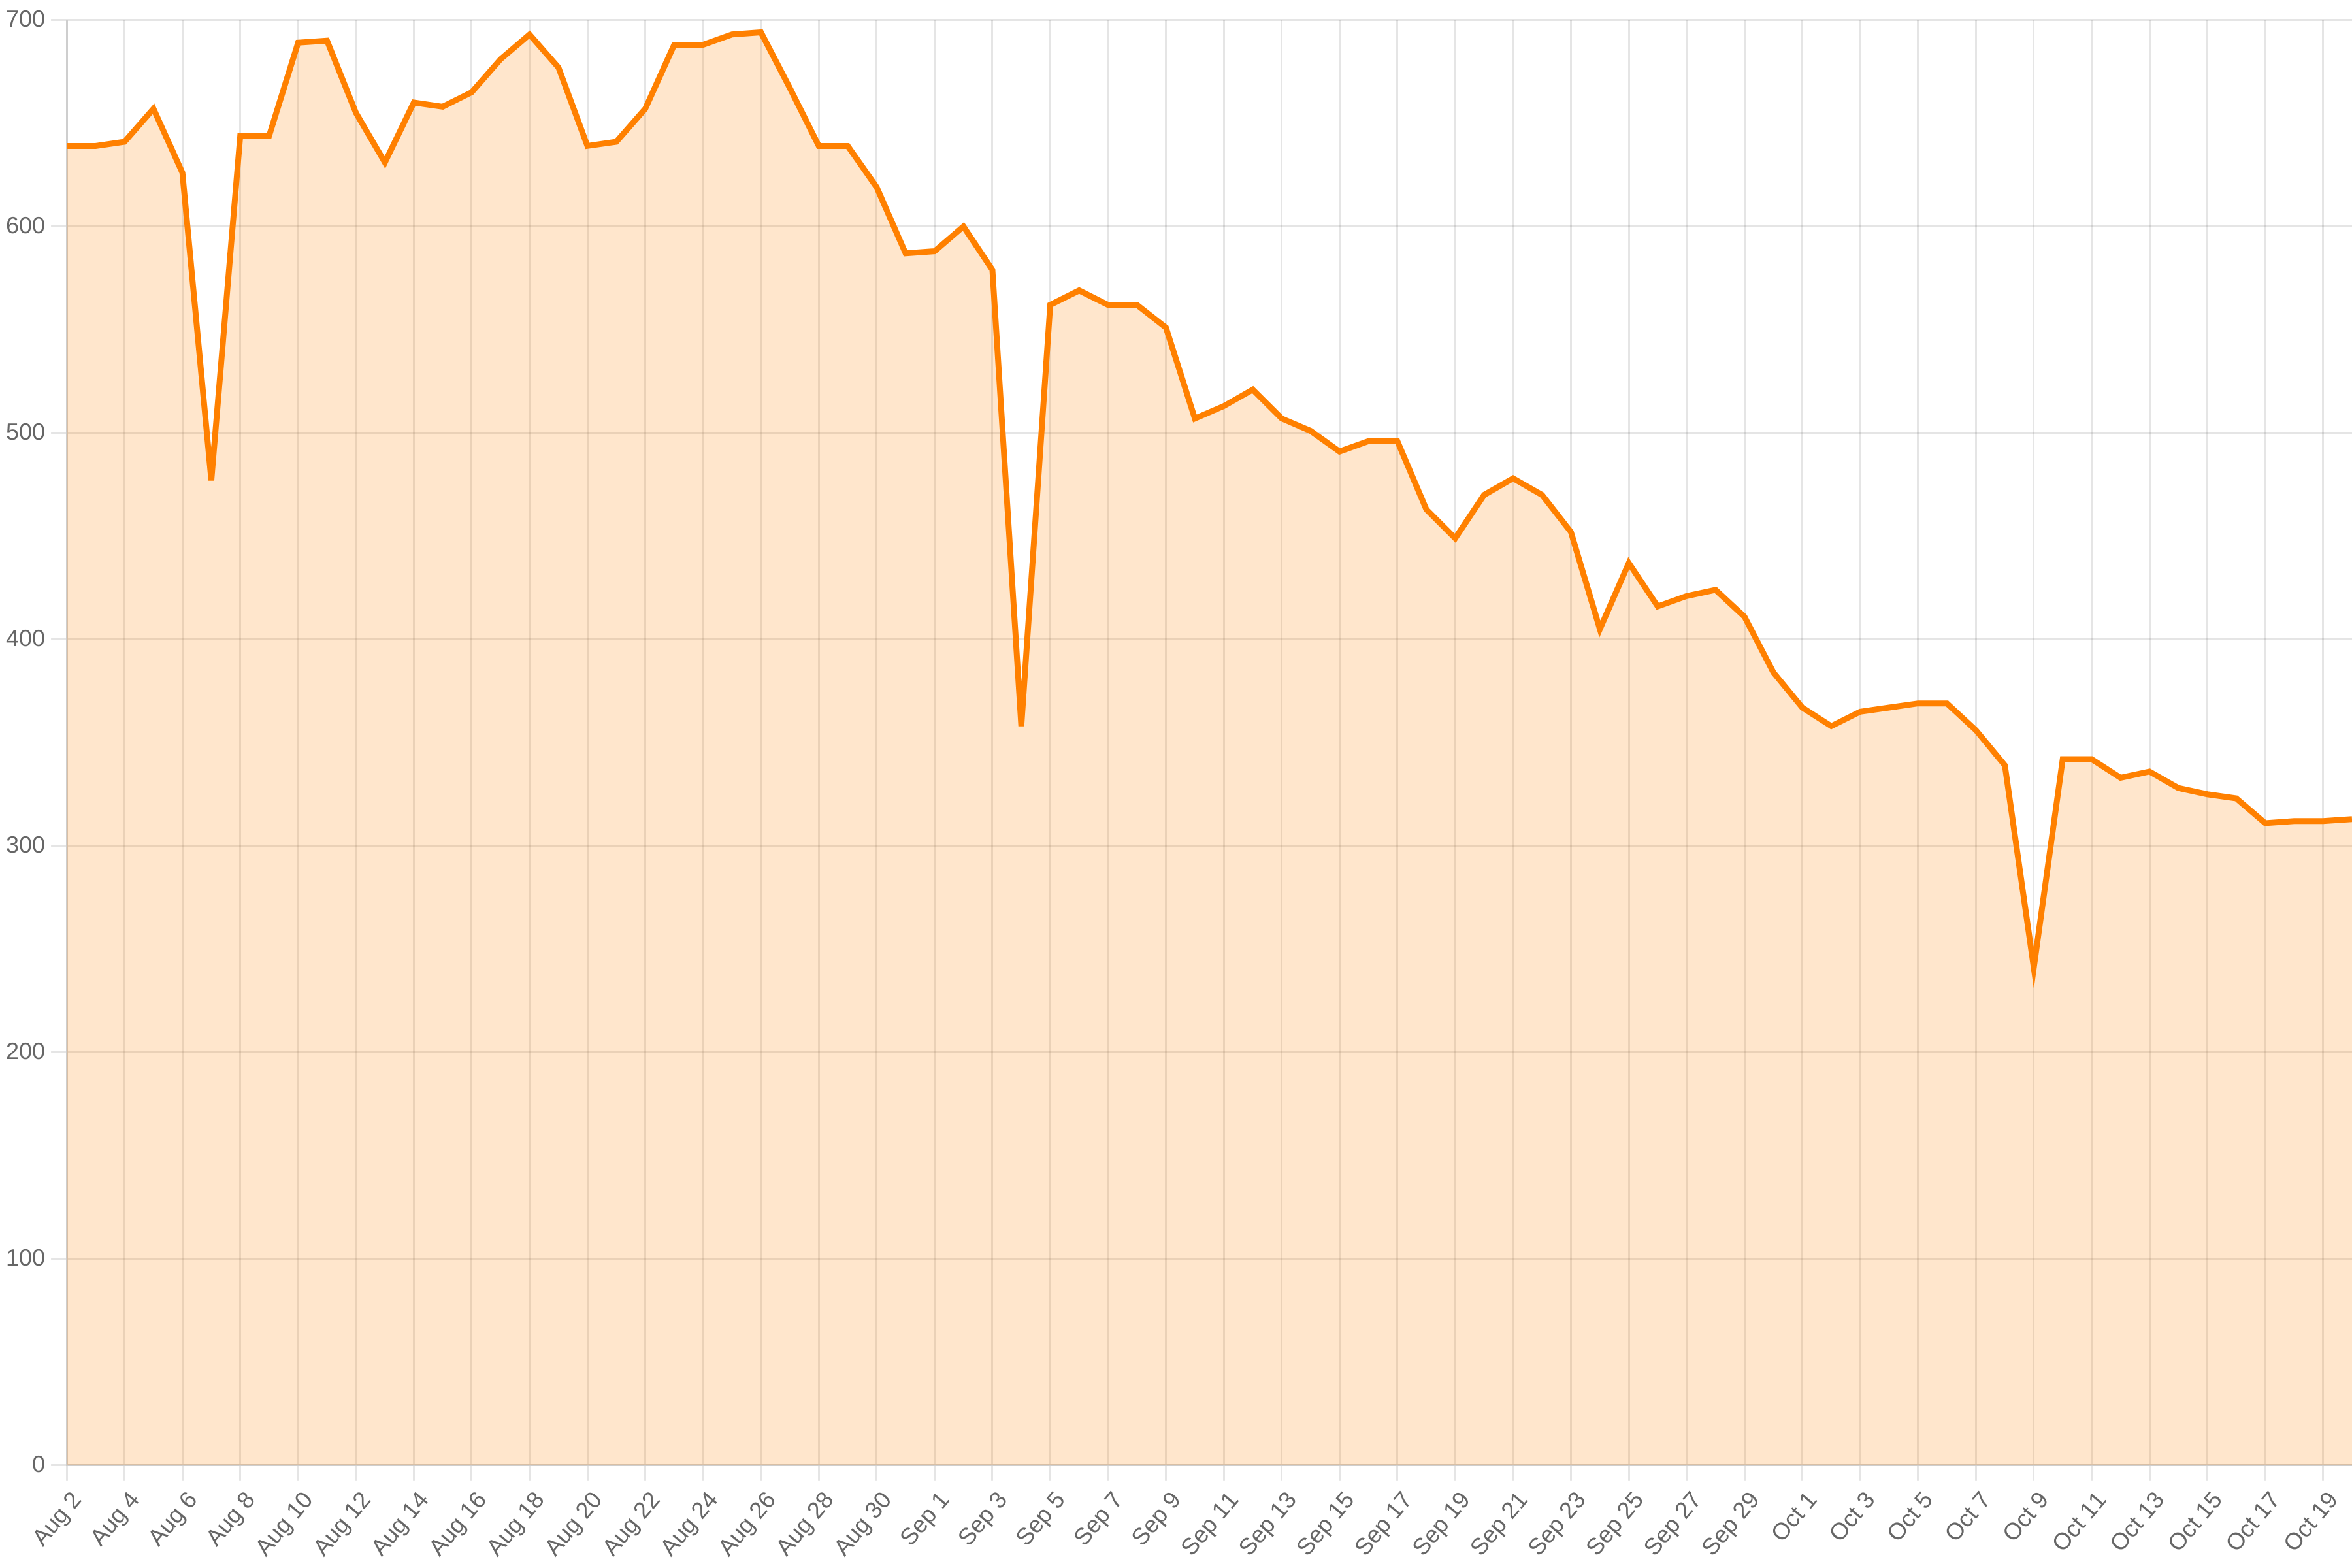 700
600
500
400
300
200
100
0
Aug 2
Aug 4
Aug 6
Aug 8
Aug 10
Aug 12
Aug 14
Aug 16
Aug 18
Aug 20
Aug 22
Aug 24
Aug 26
Aug 28
Aug 30
Sep 1
Sep 3
Sep 5
Sep 7
Sep 9
Sep 11
Sep 13
Sep 15
Sep 17
Sep 19
Sep 21
Sep 23
Sep 25
Sep 27
Sep 29
Oct 1
Oct 3
Oct 5
Oct 7
Oct 9
Oct 11
Oct 13
Oct 15
Oct 17
Oct 19